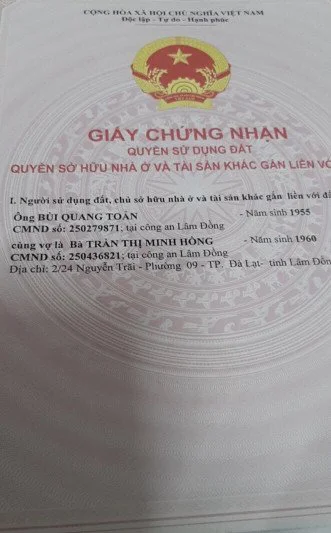 CỘNG HÒA XÃ HỘI CHỦ NGHĨA VIỆT NAM
Độc lập - Tự do - Hạnh phúc
GIẤY CHỨNG NHẬN
QUYỀN SỬ DỤNG ĐẤT
QUYỀN SỞ HỮU NHÀ Ở VÀ TÀI SẢN KHÁC GẮN LIỀN VỚ
I. Người sử dụng đất, chủ sở hữu nhà ở và tài sản khác gắn liền với đấ
Ông BÙI QUANG TOẢN - Năm sinh 1955
CMND số: 250279871; tại công an Lâm Đồng
cùng vợ là Bà TRẦN THỊ MINH HỒNG - Năm sinh 1960
CMND số: 250436821; tại công an Lâm Đồng
Địa chỉ: 2/24 Nguyễn Trãi - Phường 09 - TP. Đà Lạt- tỉnh Lâm Đồn